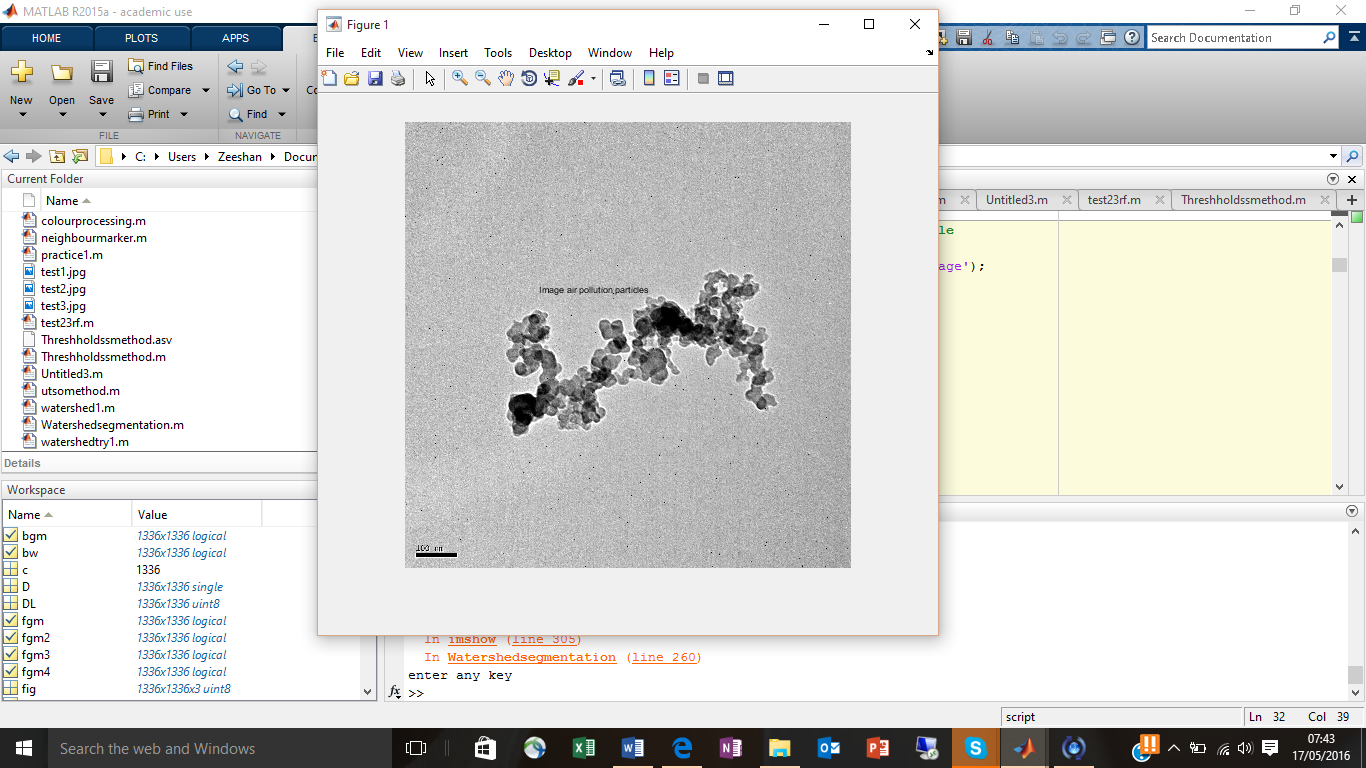 MATLAB R2015a - academic use
HOME PLOTS APPS
Search Documentation
New Open Save
Find Files
Compare
Print
Go To
Find
FILE NAVIGATE
C: Users Zeeshan
Current Folder
Name
colourprocessing.m
neighbourmarker.m
practice1.m
test1.jpg
test2.jpg
test3.jpg
test23rf.m
Threshholdssmethod.asv
Threshholdssmethod.m
Untitled3.m
utsomethod.m
watershed1.m
Watershedsegmentation.m
watershedtry1.m
Details
Workspace
Name Value
bgm 1336x1336 logical
bw 1336x1336 logical
c 1336
D 1336x1336 single
DL 1336x1336 uint8
fgm 1336x1336 logical
fgm2 1336x1336 logical
fgm3 1336x1336 logical
fgm4 1336x1336 logical
fig 1336x1336x3 uint8
Figure 1
File Edit View Insert Tools Desktop Window Help
Image air pollution particles
100 nm
Untitled3.m test23rf.m Threshholdssmethod.m
le
age');
In imshow (line 305)
In Watershedsegmentation (line 260)
enter any key
fx >>
script
Ln 32 Col 39
Search the web and Windows
07:43
17/05/2016